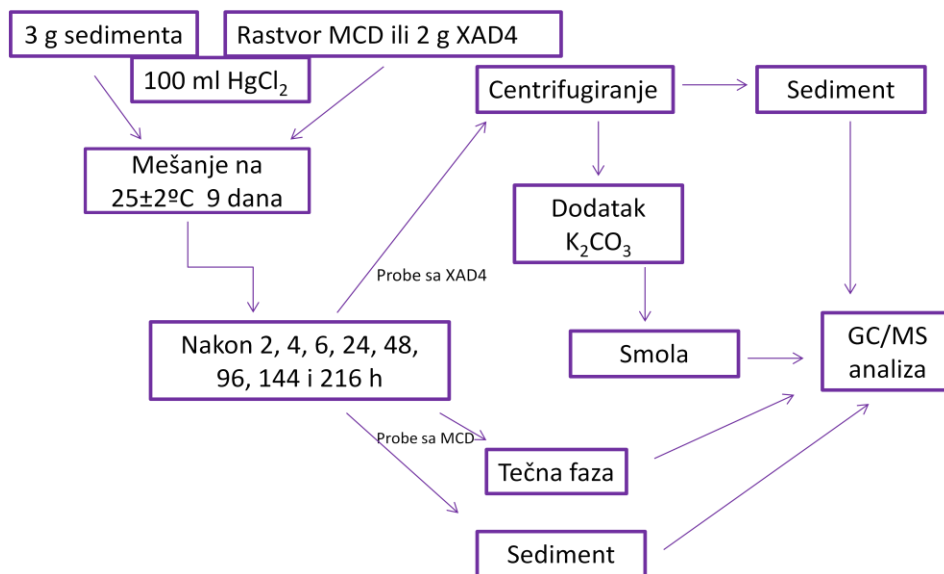 3 g sedimenta
Rastvor MCD ili 2 g XAD4
100 ml HgCl₂
Centrifugiranje
Sediment
Mešanje na
25±2ºC 9 dana
Dodatak
K₂CO₃
Probe sa XAD4
Nakon 2, 4, 6, 24, 48,
96, 144 i 216 h
Smola
GC/MS
analiza
Probe sa MCD
Tečna faza
Sediment